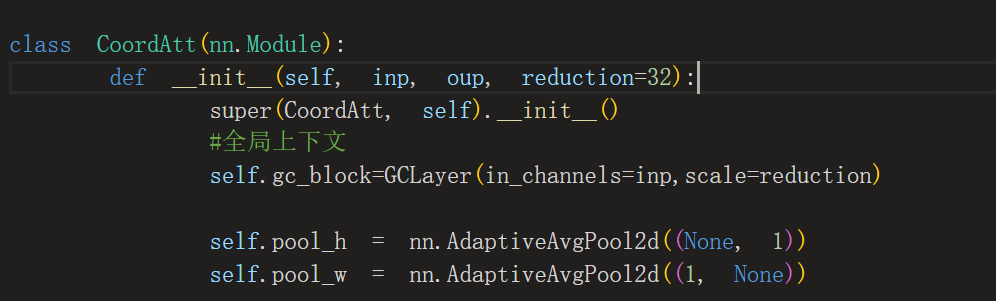 class CoordAtt(nn.Module):
def __init__(self, inp, oup, reduction=32):
super(CoordAtt, self).__init__()
#全局上下文
self.gc_block=GCLayer(in_channels=inp,scale=reduction)
self.pool_h = nn.AdaptiveAvgPool2d((None, 1))
self.pool_w = nn.AdaptiveAvgPool2d((1, None))